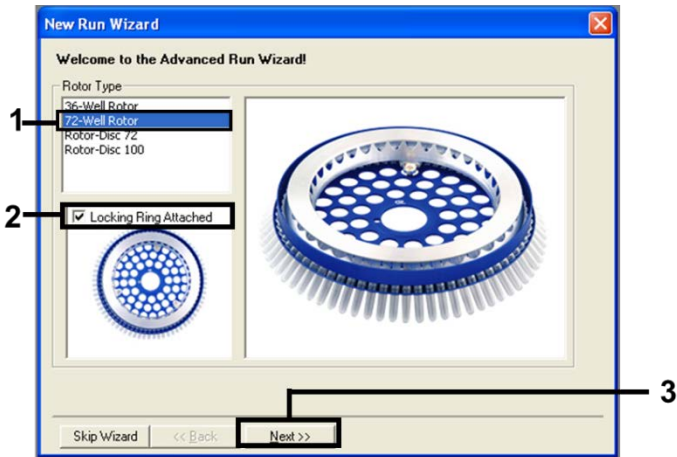 New Run Wizard
Welcome to the Advanced Run Wizard!
Rotor Type
36-Well Rotor
1
72-Well Rotor
Rotor-Disc 72
Rotor-Disc 100
2
Locking Ring Attached
3
Skip Wizard
<< Back
Next >>